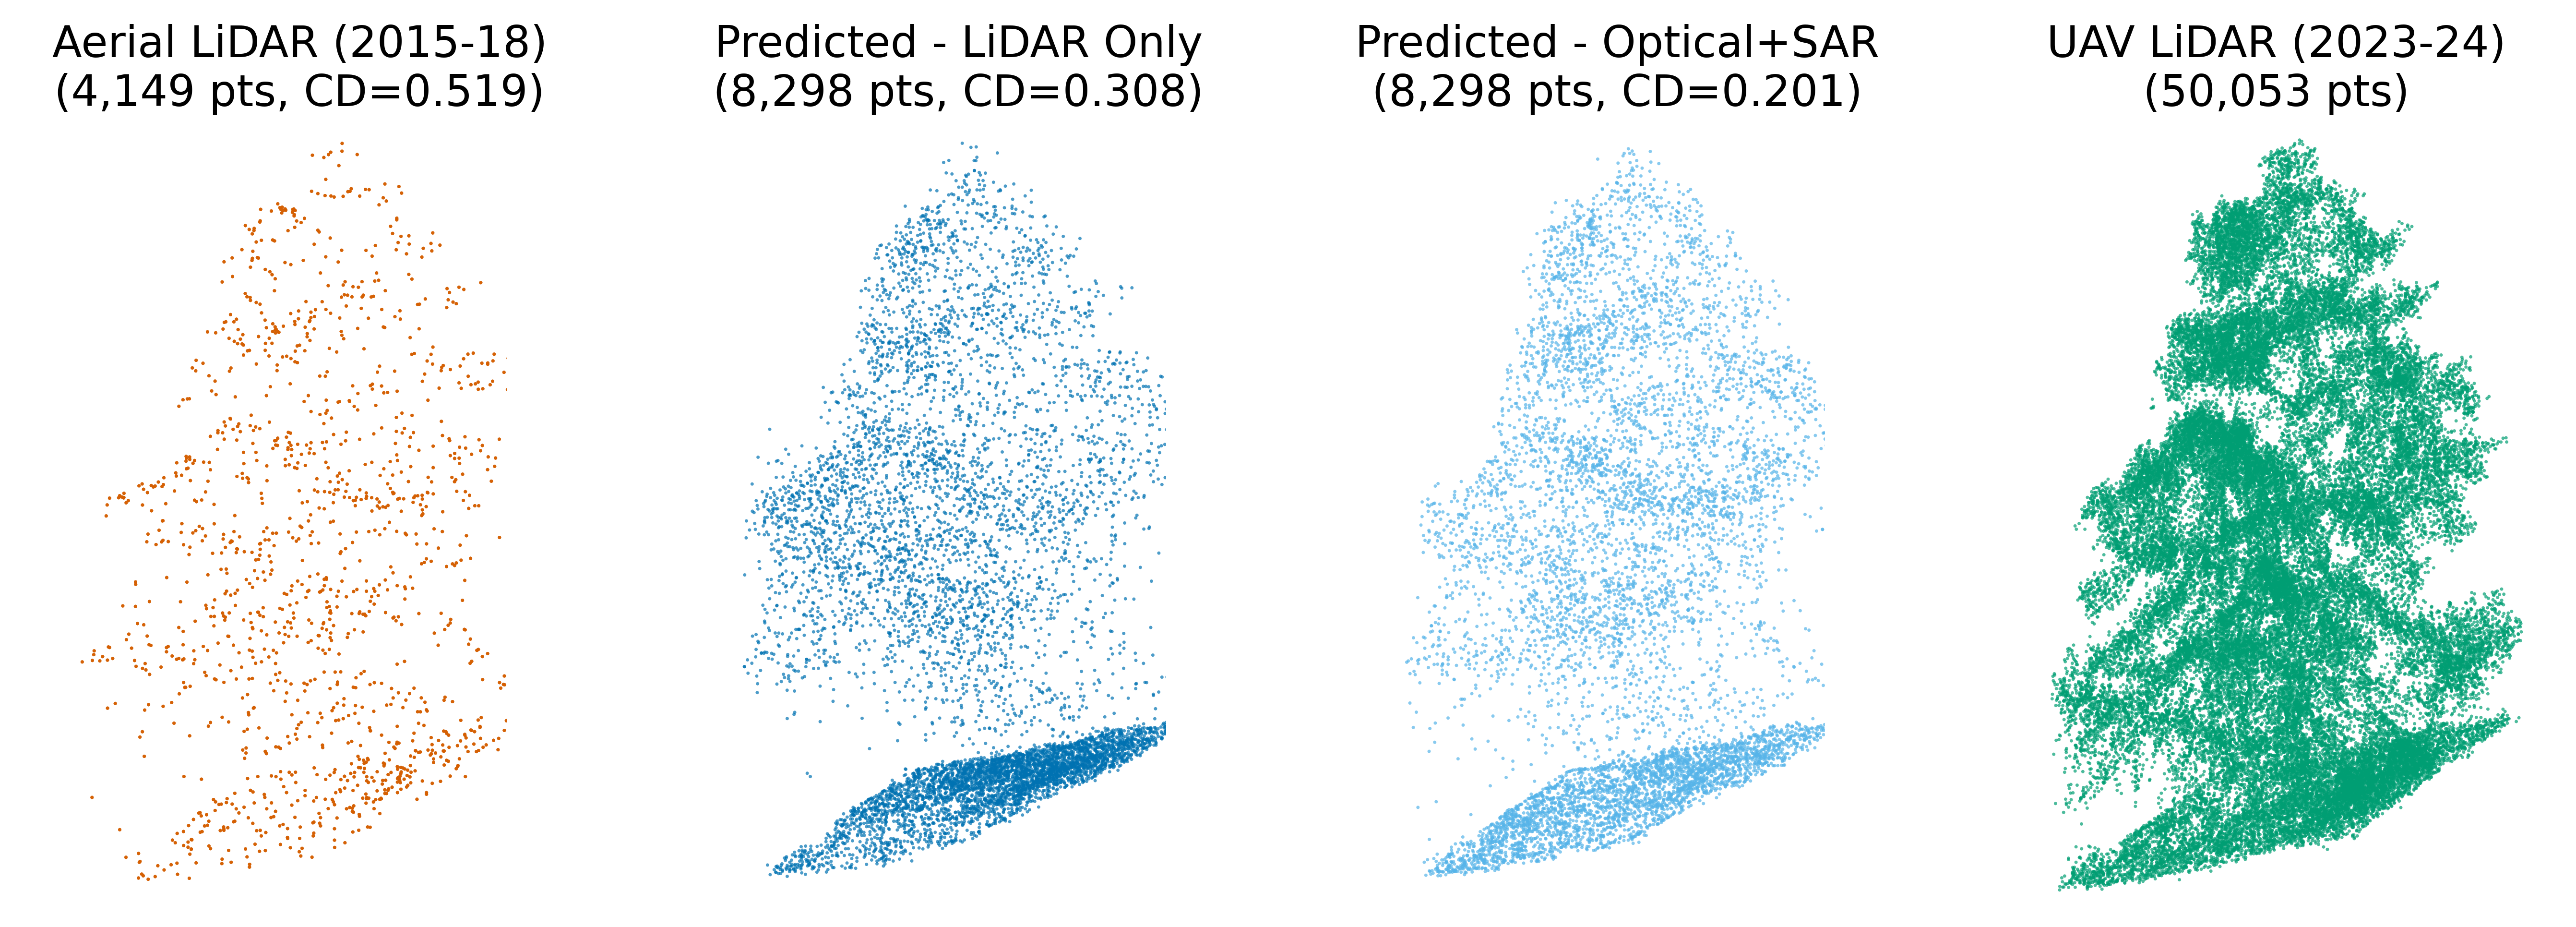 Aerial LiDAR (2015-18)
(4,149 pts, CD=0.519)
Predicted - LiDAR Only
(8,298 pts, CD=0.308)
Predicted - Optical+SAR
(8,298 pts, CD=0.201)
UAV LiDAR (2023-24)
(50,053 pts)